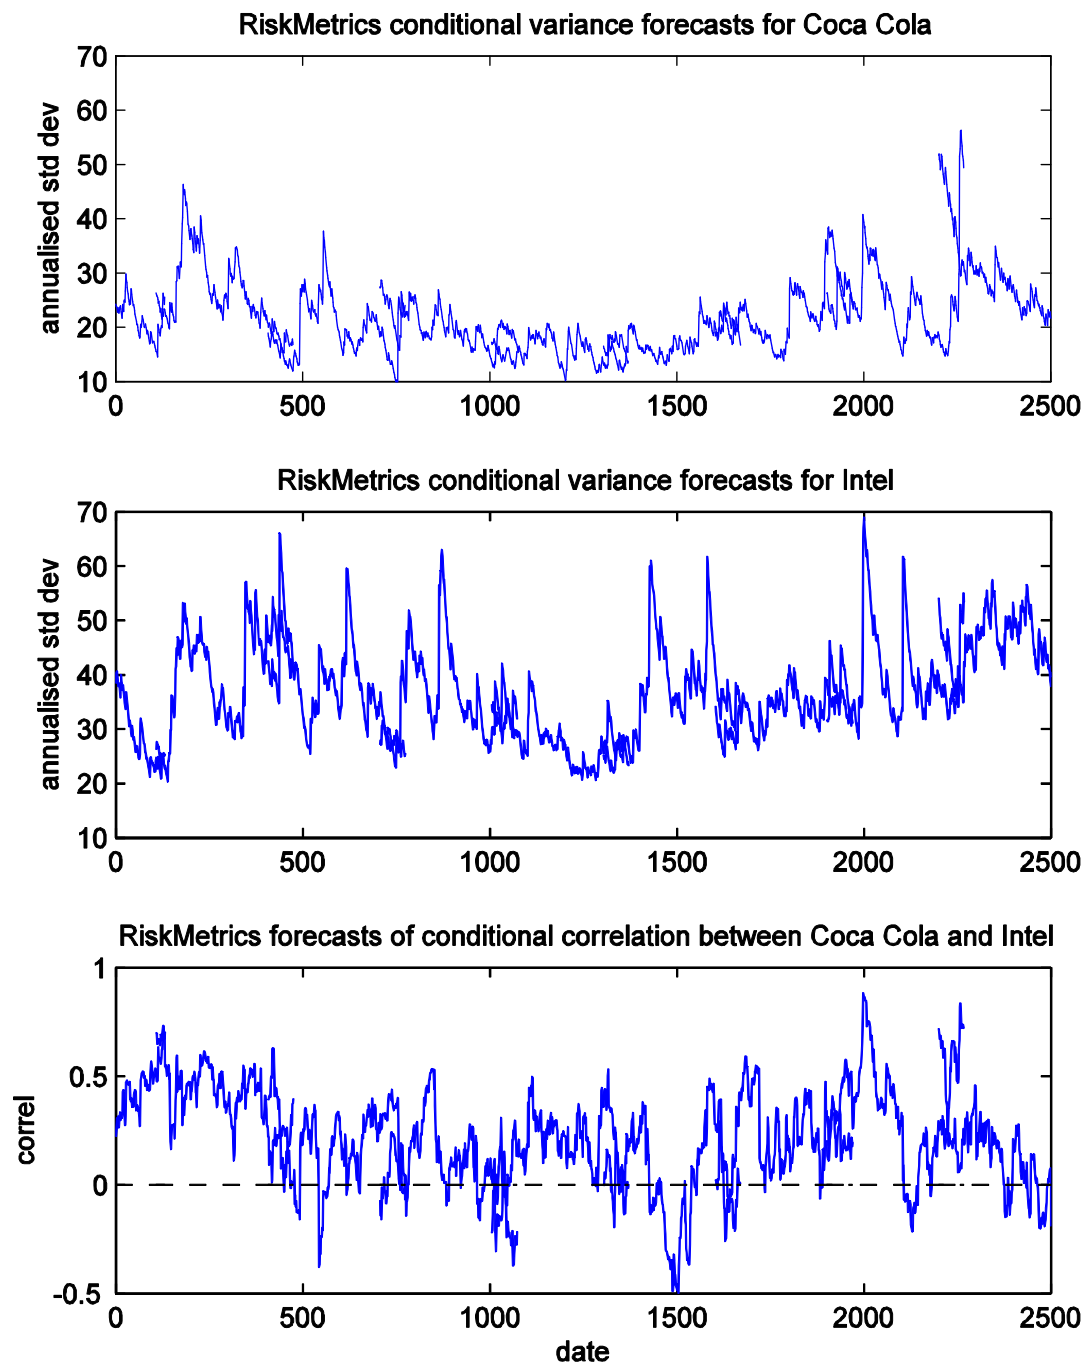 RiskMetrics conditional variance forecasts for Coca Cola
70
60
50
40
30
20
10
annualised std dev
0 500 1000 1500 2000 2500
RiskMetrics conditional variance forecasts for Intel
70
60
50
40
30
20
10
annualised std dev
0 500 1000 1500 2000 2500
RiskMetrics forecasts of conditional correlation between Coca Cola and Intel
1
0.5
0
-0.5
correl
0 500 1000 1500 2000 2500
date